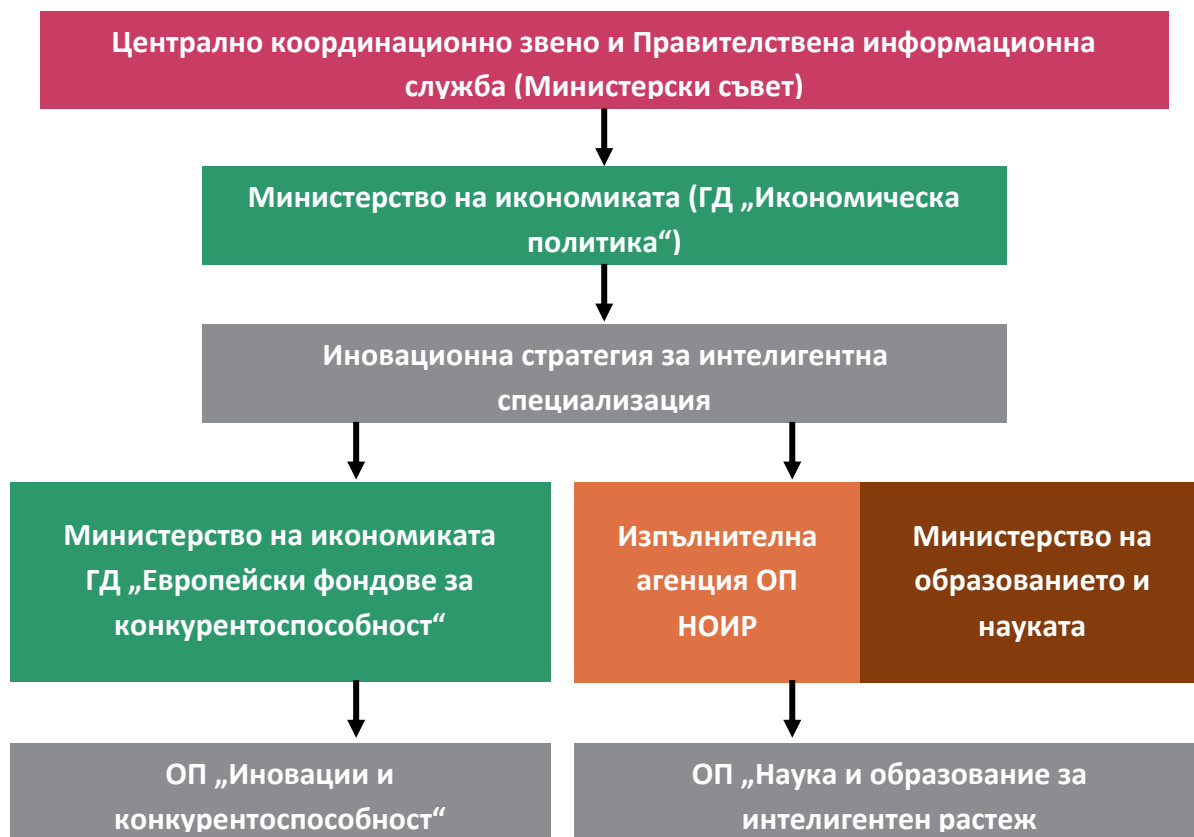 Централно координационно звено и Правителствена информационна
служба (Министерски съвет)
Министерство на икономиката (ГД „Икономическа
политика“)
Иновационна стратегия за интелигентна
специализация
Министерство на икономиката
ГД „Европейски фондове за
конкурентоспособност“
Изпълнителна
агенция ОП
НОИР
Министерство на
образованието и
науката
ОП „Иновации и
конкурентоспособност“
ОП „Наука и образование за
интелигентен растеж